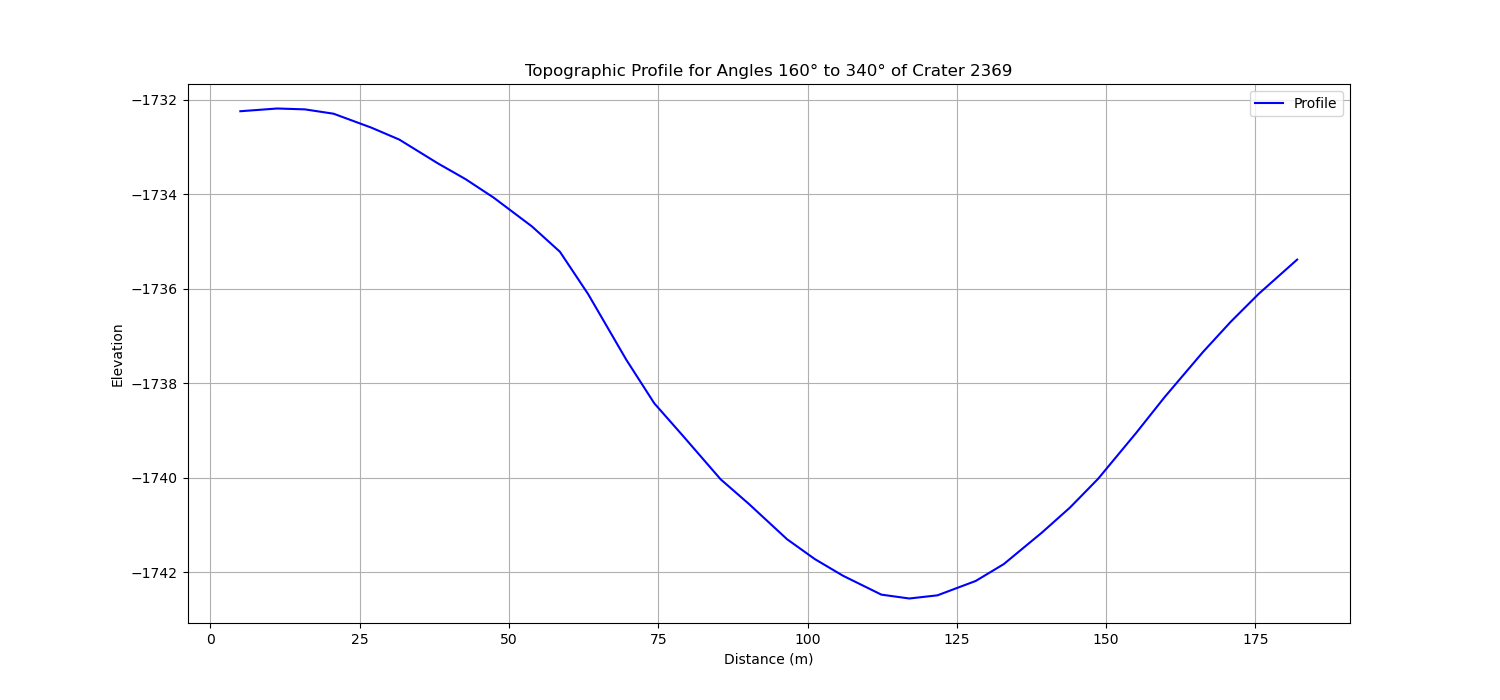 Topographic Profile for Angles 160° to 340° of Crater 2369
Profile
Elevation
−1732
−1734
−1736
−1738
−1740
−1742
0 25 50 75 100 125 150 175
Distance (m)